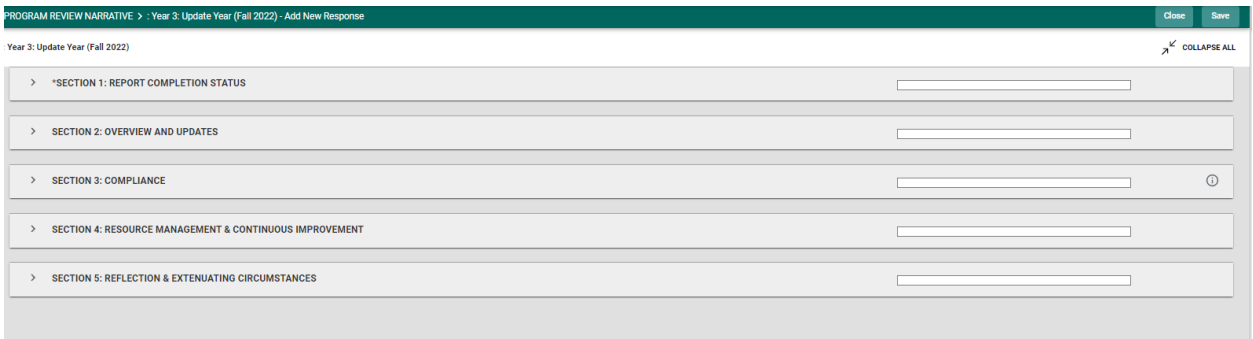 PROGRAM REVIEW NARRATIVE > : Year 3: Update Year (Fall 2022) - Add New Response Close Save
: Year 3: Update Year (Fall 2022) COLLAPSE ALL
> *SECTION 1: REPORT COMPLETION STATUS
> SECTION 2: OVERVIEW AND UPDATES
> SECTION 3: COMPLIANCE
> SECTION 4: RESOURCE MANAGEMENT & CONTINUOUS IMPROVEMENT
> SECTION 5: REFLECTION & EXTENUATING CIRCUMSTANCES